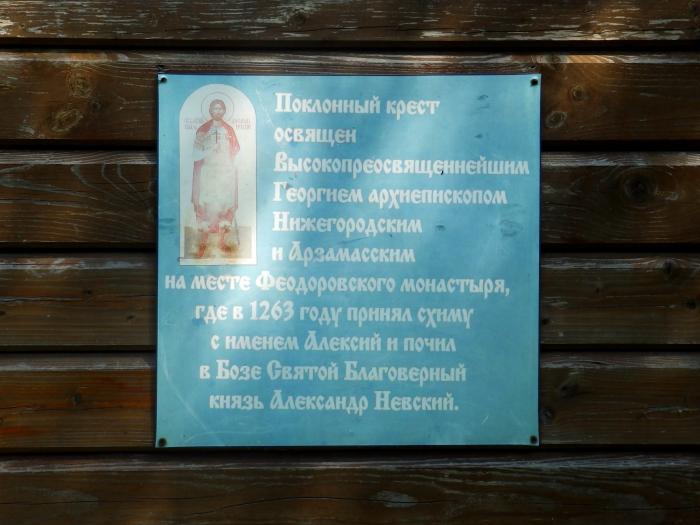 Поклонный крест
освящен
Высокопреосвященнейшим
Георгием архиепископом
Нижегородским
и Арзамасским
на месте Феодоровского монастыря,
где в 1263 году принял схиму
с именем Алексий и почил
в Бозе Святой Благоверный
князь Александр Невский.